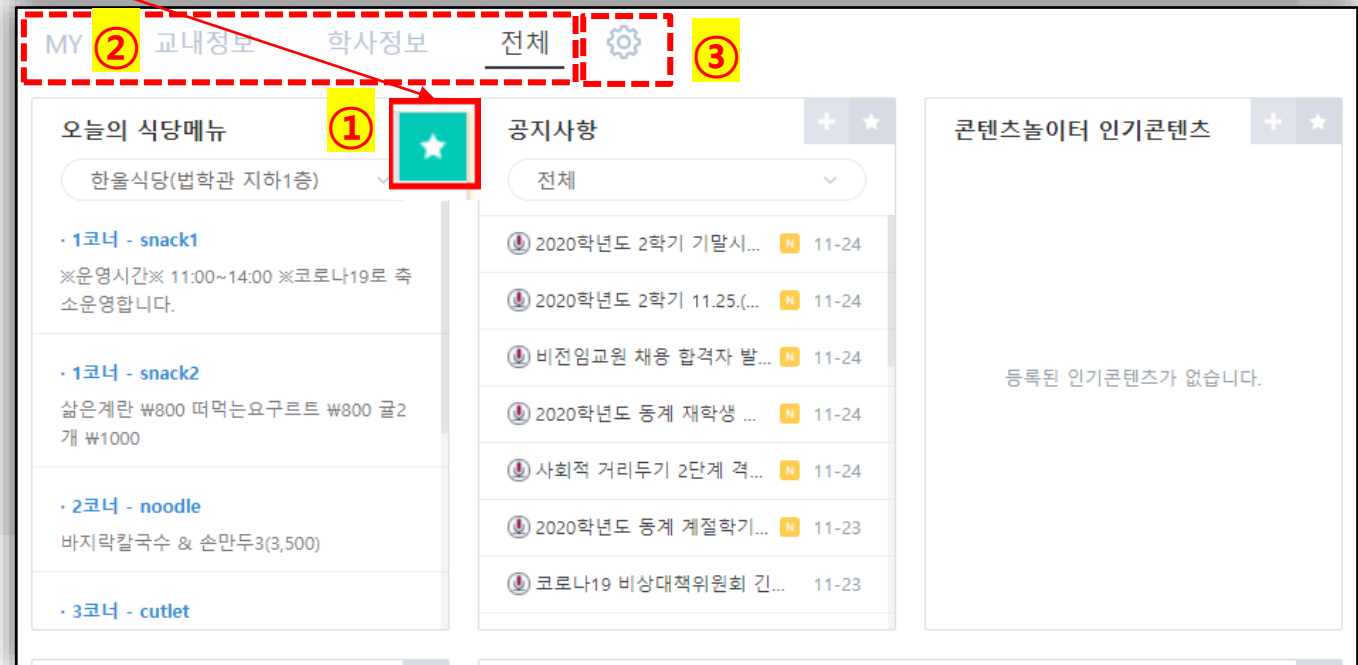 MY ② 교내정보 학사정보 전체 ③
① 오늘의 식당메뉴
한울식당(법학관 지하1층)
· 1코너 - snack1
※운영시간※ 11:00~14:00 ※코로나19로 축
소운영합니다.
· 1코너 - snack2
삶은계란 ₩800 떠먹는요구르트 ₩800 귤2
개 ₩1000
· 2코너 - noodle
바지락칼국수 & 손만두3(3,500)
· 3코너 - cutlet
공지사항
전체
2020학년도 2학기 기말시... N 11-24
2020학년도 2학기 11.25.(... N 11-24
비전임교원 채용 합격자 발... N 11-24
2020학년도 동계 재학생 ... N 11-24
사회적 거리두기 2단계 격... N 11-24
2020학년도 동계 계절학기... N 11-23
코로나19 비상대책위원회 긴... 11-23
콘텐츠놀이터 인기콘텐츠
등록된 인기콘텐츠가 없습니다.